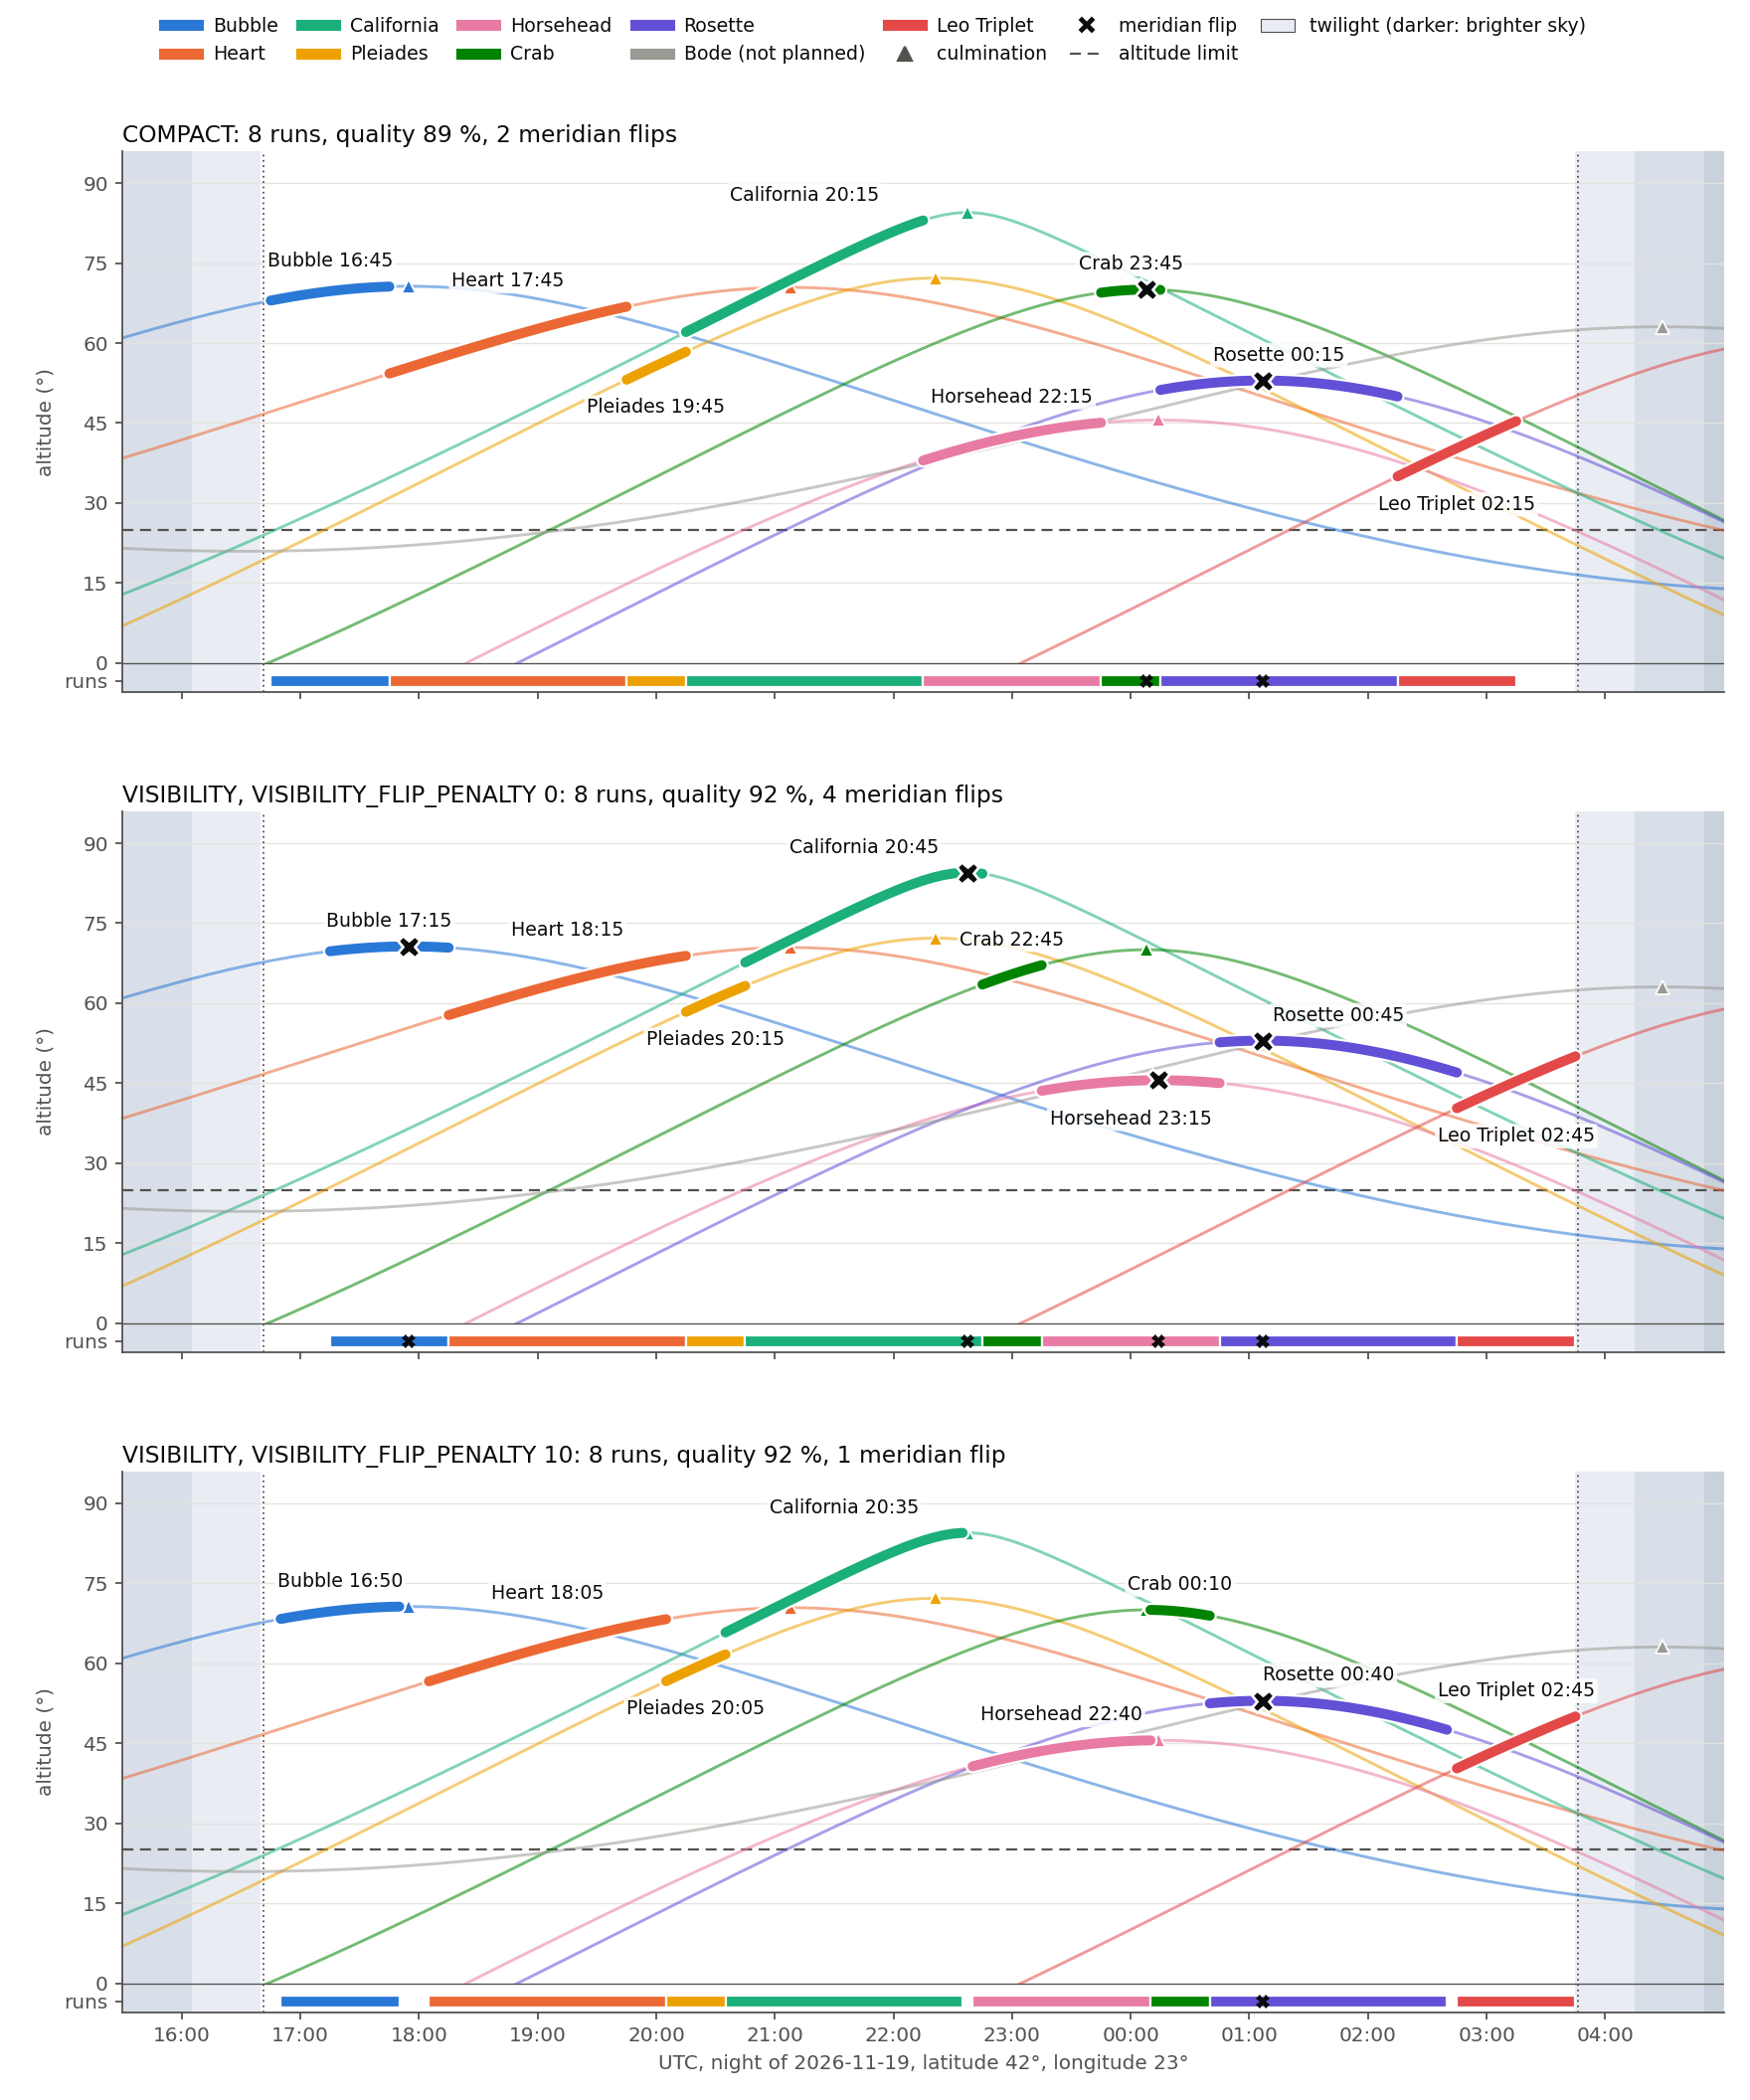 Bubble California Horsehead Rosette Leo Triplet meridian flip twilight (darker: brighter sky)
Heart Pleiades Crab Bode (not planned) culmination altitude limit
COMPACT: 8 runs, quality 89 %, 2 meridian flips
90
California 20:15
75
Bubble 16:45
Crab 23:45
Heart 17:45
60
Rosette 00:15
Horsehead 22:15
Pleiades 19:45
45
altitude (°)
30
Leo Triplet 02:15
15
0
runs
VISIBILITY, VISIBILITY_FLIP_PENALTY 0: 8 runs, quality 92 %, 4 meridian flips
90
California 20:45
75
Bubble 17:15
Heart 18:15
Crab 22:45
60
Rosette 00:45
Pleiades 20:15
45
altitude (°)
Horsehead 23:15
Leo Triplet 02:45
30
15
0
runs
VISIBILITY, VISIBILITY_FLIP_PENALTY 10: 8 runs, quality 92 %, 1 meridian flip
90
California 20:35
75
Bubble 16:50
Crab 00:10
Heart 18:05
60
Rosette 00:40
Leo Triplet 02:45
Pleiades 20:05
Horsehead 22:40
45
altitude (°)
30
15
0
runs
16:00 17:00 18:00 19:00 20:00 21:00 22:00 23:00 00:00 01:00 02:00 03:00 04:00
UTC, night of 2026-11-19, latitude 42°, longitude 23°